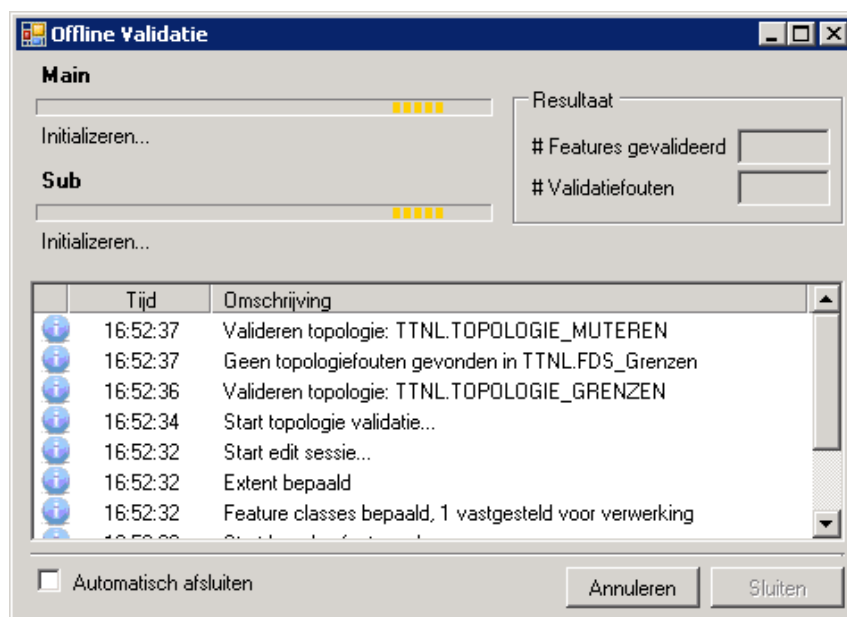 Offline Validatie
Main
Initializeren...
Sub
Initializeren...
Resultaat
# Features gevalideerd
# Validatiefouten
Tijd Omschrijving
16:52:37 Valideren topologie: TTNL.TOPOLOGIE_MUTEREN
16:52:37 Geen topologiefouten gevonden in TTNL.FDS_Grenzen
16:52:36 Valideren topologie: TTNL.TOPOLOGIE_GRENZEN
16:52:34 Start topologie validatie...
16:52:32 Start edit sessie...
16:52:32 Extent bepaald
16:52:32 Feature classes bepaald, 1 vastgesteld voor verwerking
Automatisch afsluiten
Annuleren
Sluiten